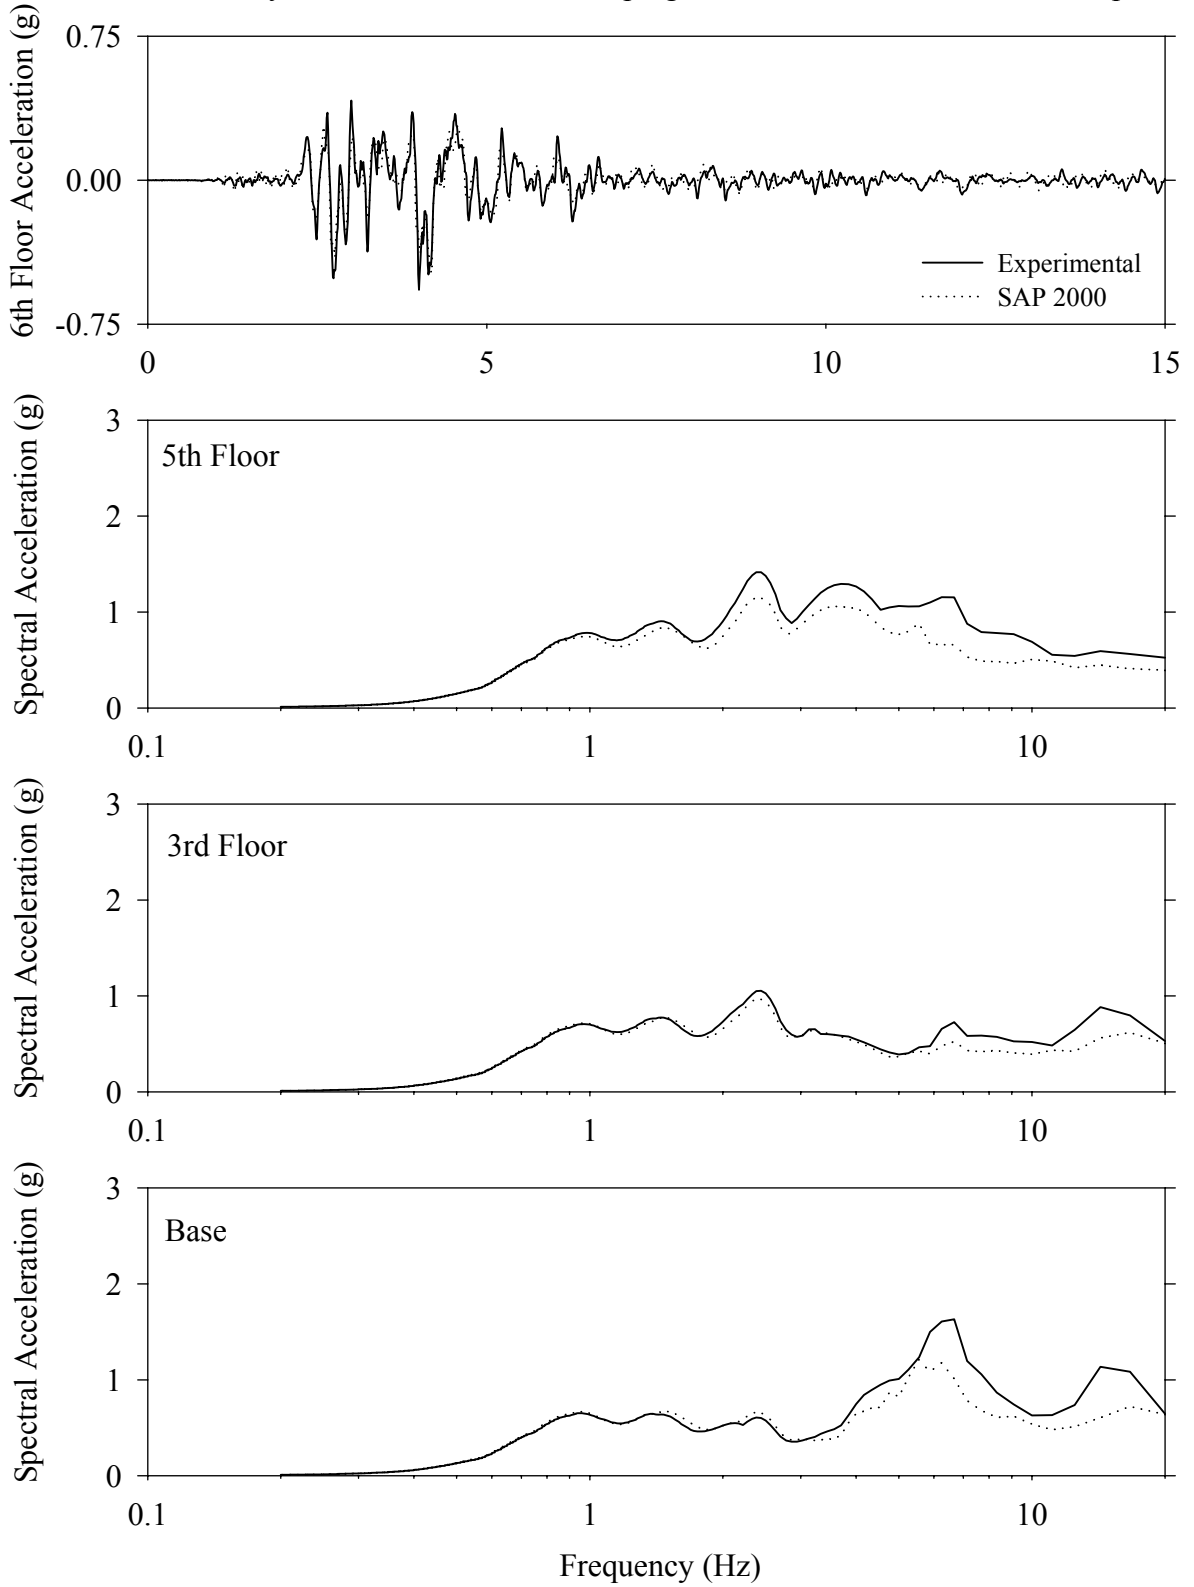 6th Floor Acceleration (g)
0.75
0.00
-0.75
Experimental
SAP 2000
0 5 10 15
Spectral Acceleration (g)
3
5th Floor
2
1
0
0.1 1 10
Spectral Acceleration (g)
3
3rd Floor
2
1
0
0.1 1 10
Spectral Acceleration (g)
3
Base
2
1
0
0.1 1 10
Frequency (Hz)